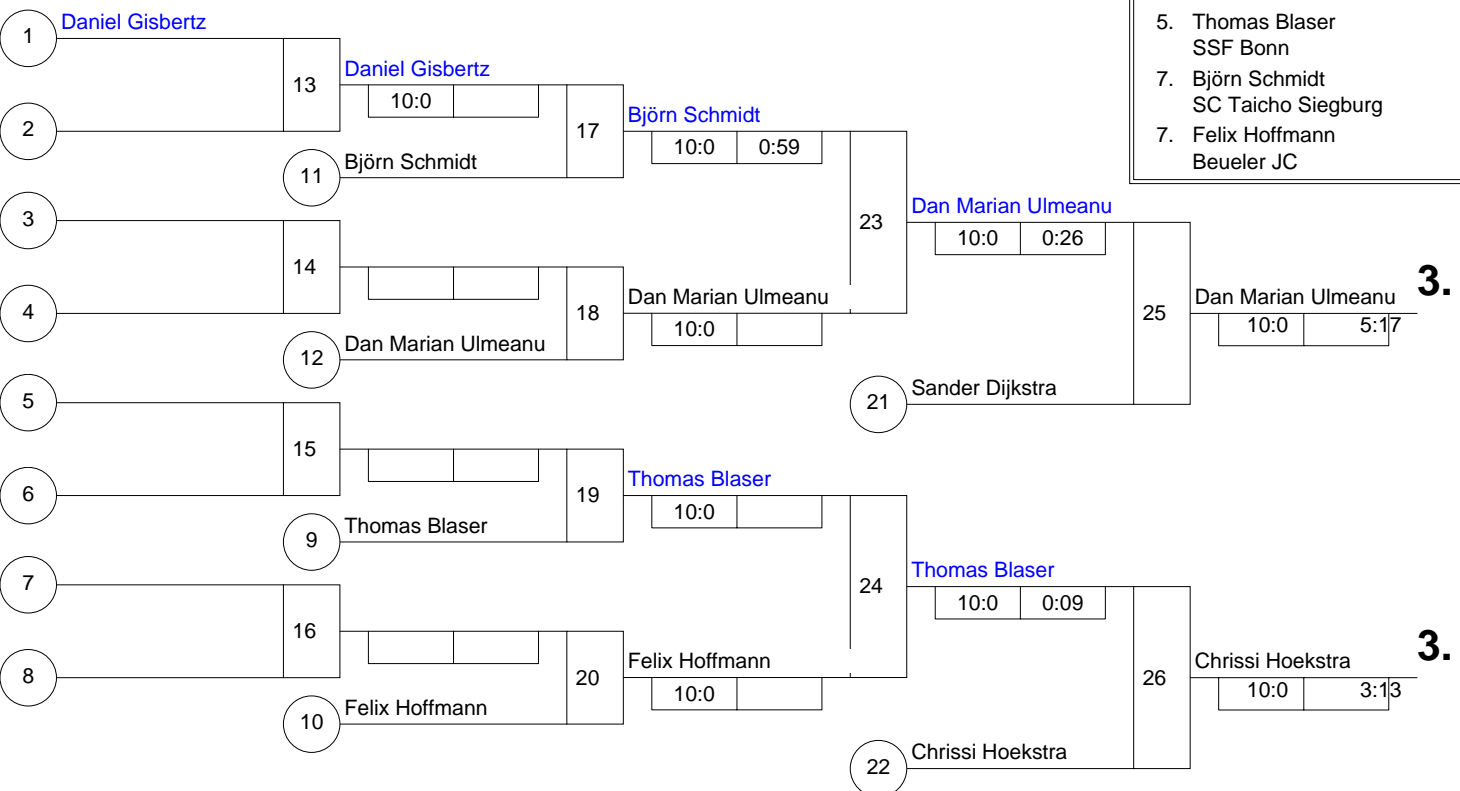 1 Daniel Gisbertz
5. Thomas Blaser
SSF Bonn
7. Björn Schmidt
SC Taicho Siegburg
7. Felix Hoffmann
Beueler JC
13 Daniel Gisbertz
10:0
2
17 Björn Schmidt
10:0 0:59
11 Björn Schmidt
3
23 Dan Marian Ulmeanu
10:0 0:26
14
4
18 Dan Marian Ulmeanu
10:0
12 Dan Marian Ulmeanu
25 Dan Marian Ulmeanu 3.
10:0 5:17
21 Sander Dijkstra
5
15
6
19 Thomas Blaser
10:0
9 Thomas Blaser
7
24 Thomas Blaser
10:0 0:09
16
8
20 Felix Hoffmann
10:0
10 Felix Hoffmann
26 Chrissi Hoekstra 3.
10:0 3:13
22 Chrissi Hoekstra